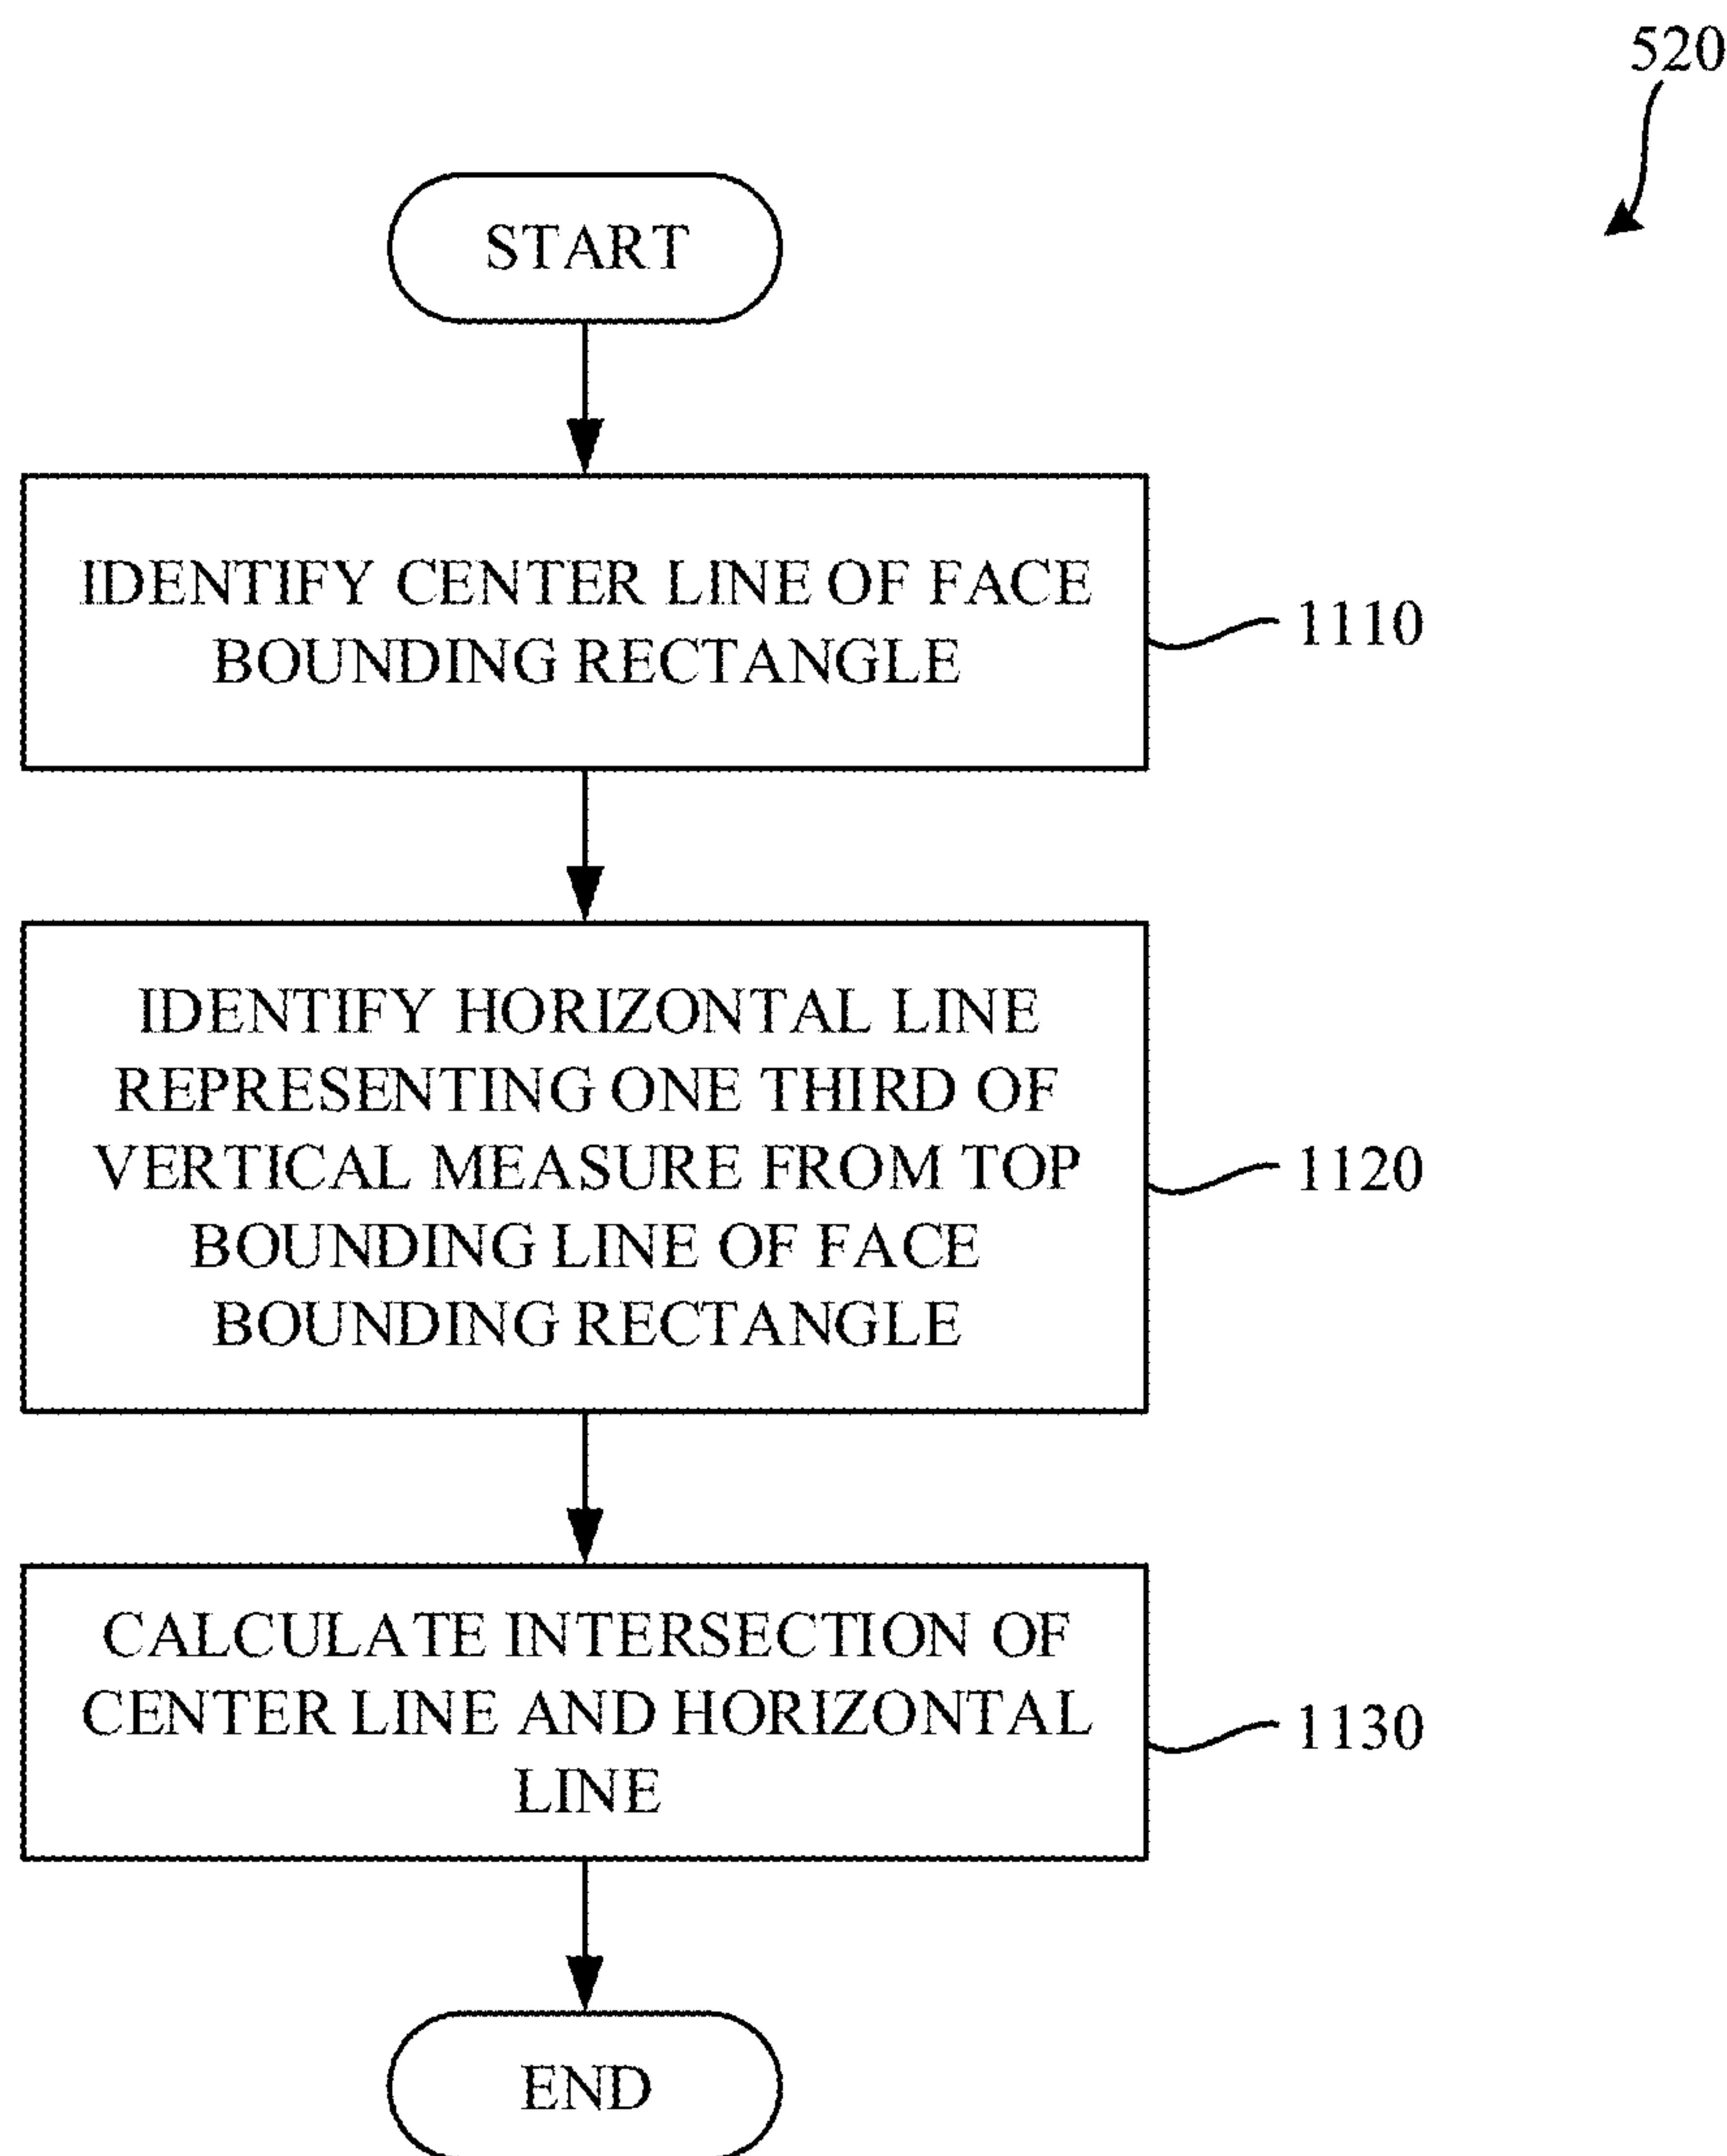 520
START
IDENTIFY CENTER LINE OF FACE
BOUNDING RECTANGLE
1110
IDENTIFY HORIZONTAL LINE
REPRESENTING ONE THIRD OF
VERTICAL MEASURE FROM TOP
BOUNDING LINE OF FACE
BOUNDING RECTANGLE
1120
CALCULATE INTERSECTION OF
CENTER LINE AND HORIZONTAL
LINE
1130
END